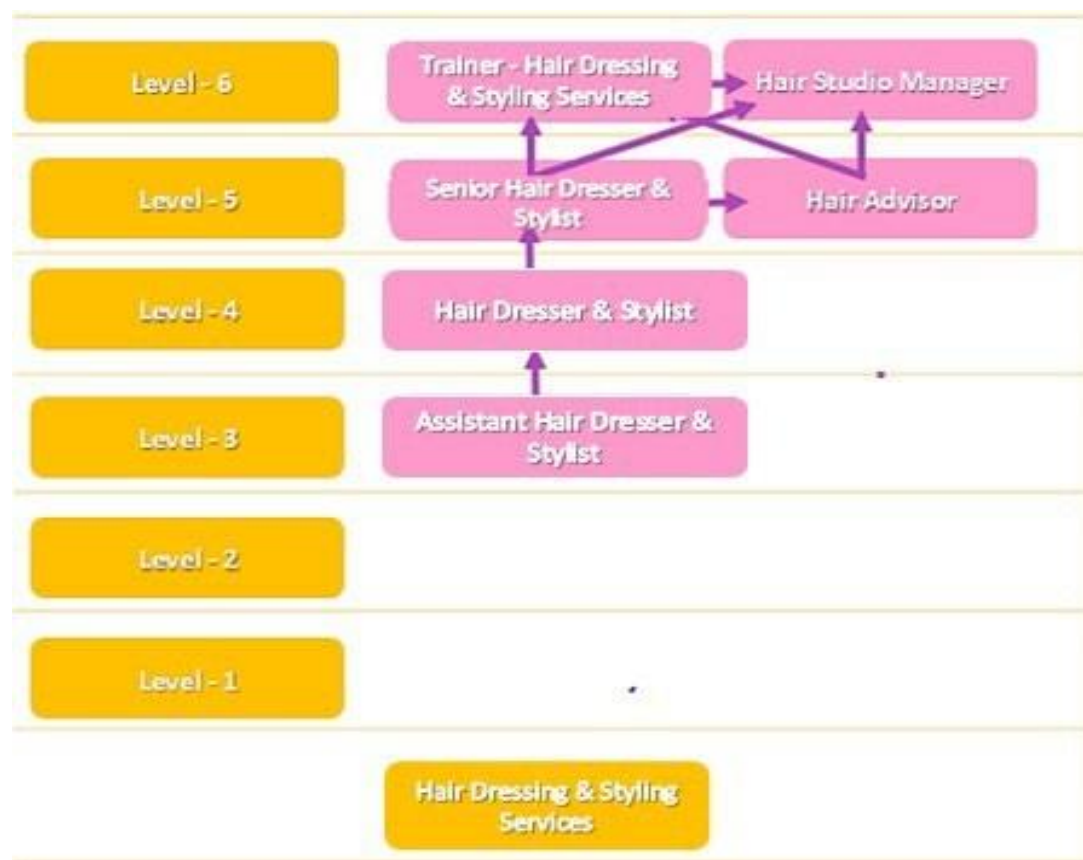 Level - 6
Trainer - Hair Dressing
& Styling Services
Hair Studio Manager
Level - 5
Senior Hair Dresser &
Stylist
Hair Advisor
Level - 4
Hair Dresser & Stylist
Level - 3
Assistant Hair Dresser &
Stylist
Level - 2
Level - 1
Hair Dressing & Styling
Services